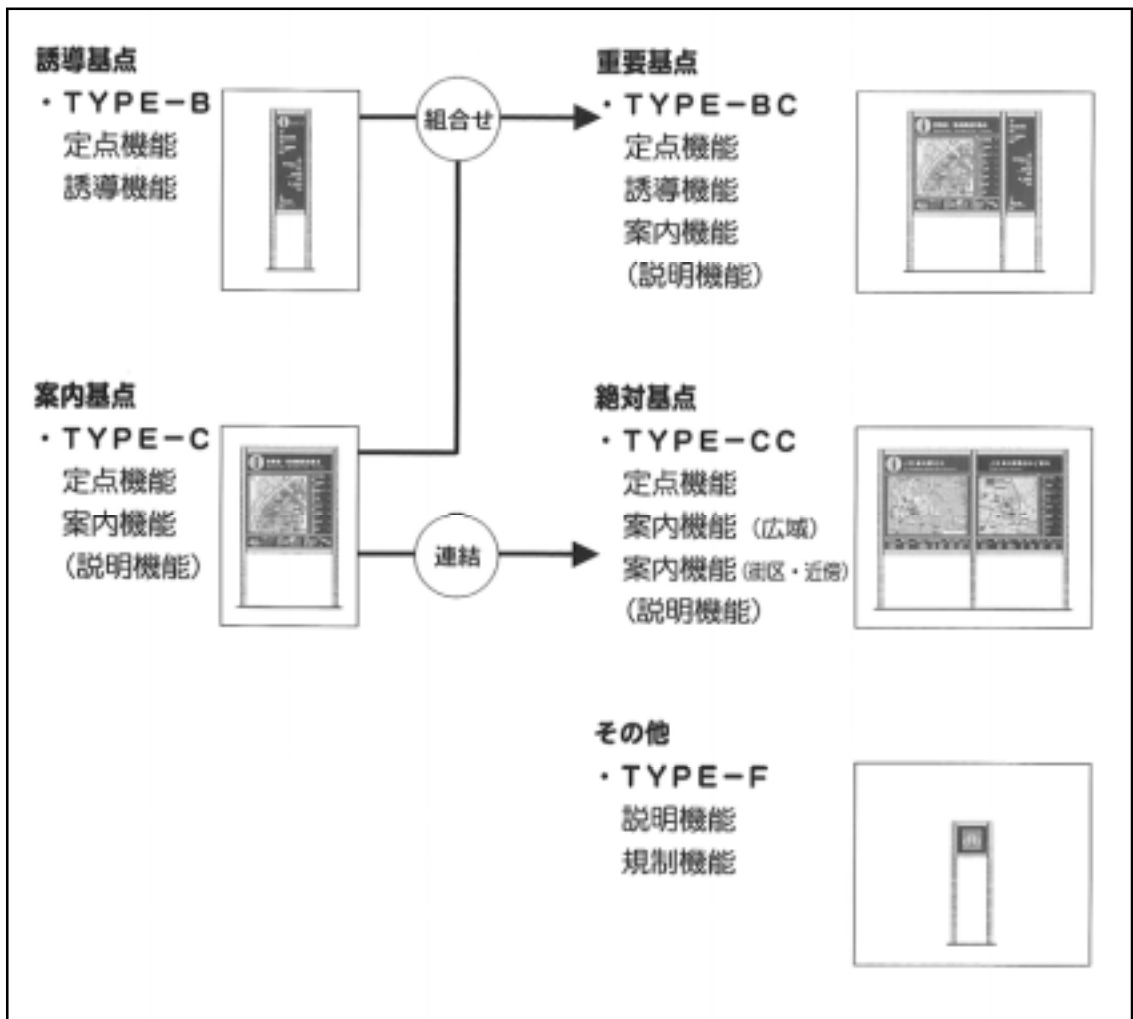 誘導基点
・TYPE－B
定点機能
誘導機能
組合せ
重要基点
・TYPE－BC
定点機能
誘導機能
案内機能
（説明機能）
案内基点
・TYPE－C
定点機能
案内機能
（説明機能）
連結
絶対基点
・TYPE－CC
定点機能
案内機能（広域）
案内機能（街区・近傍）
（説明機能）
その他
・TYPE－F
説明機能
規制機能